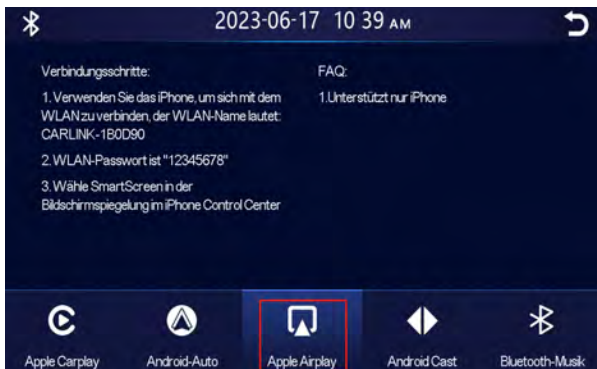 2023-06-17 10 39 AM
Verbindungsschritte:
1. Verwenden Sie das iPhone, um sich mit dem
WLAN zu verbinden, der WLAN-Name lautet:
CARLINK-1B0D90
2. WLAN-Passwort ist "12345678"
3. Wähle SmartScreen in der
Bildschirmspiegelung im iPhone Control Center
FAQ:
1.Unterstützt nur iPhone
Apple Carplay
Android-Auto
Apple Airplay
Android Cast
Bluetooth-Musik